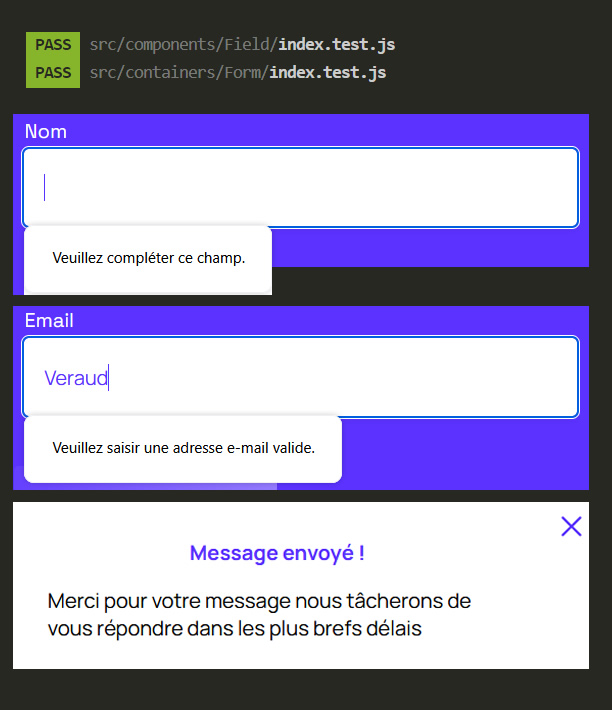 PASS src/components/Field/index.test.js
PASS src/containers/Form/index.test.js
Nom
Veuillez compléter ce champ.
Email
Veraud
Veuillez saisir une adresse e-mail valide.
Message envoyé !
Merci pour votre message nous tâcherons de
vous répondre dans les plus brefs délais